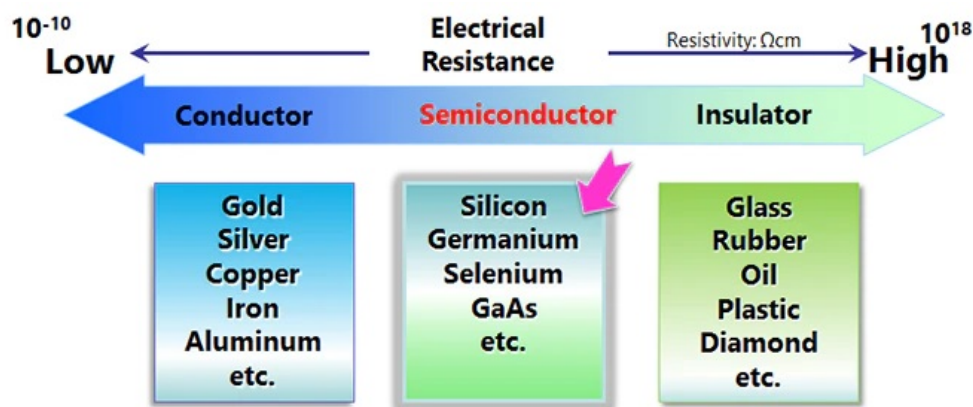 10⁻¹⁰
Low
Electrical
Resistance
Resistivity: Ωcm
10¹⁸
High
Conductor
Semiconductor
Insulator
Gold
Silver
Copper
Iron
Aluminum
etc.
Silicon
Germanium
Selenium
GaAs
etc.
Glass
Rubber
Oil
Plastic
Diamond
etc.